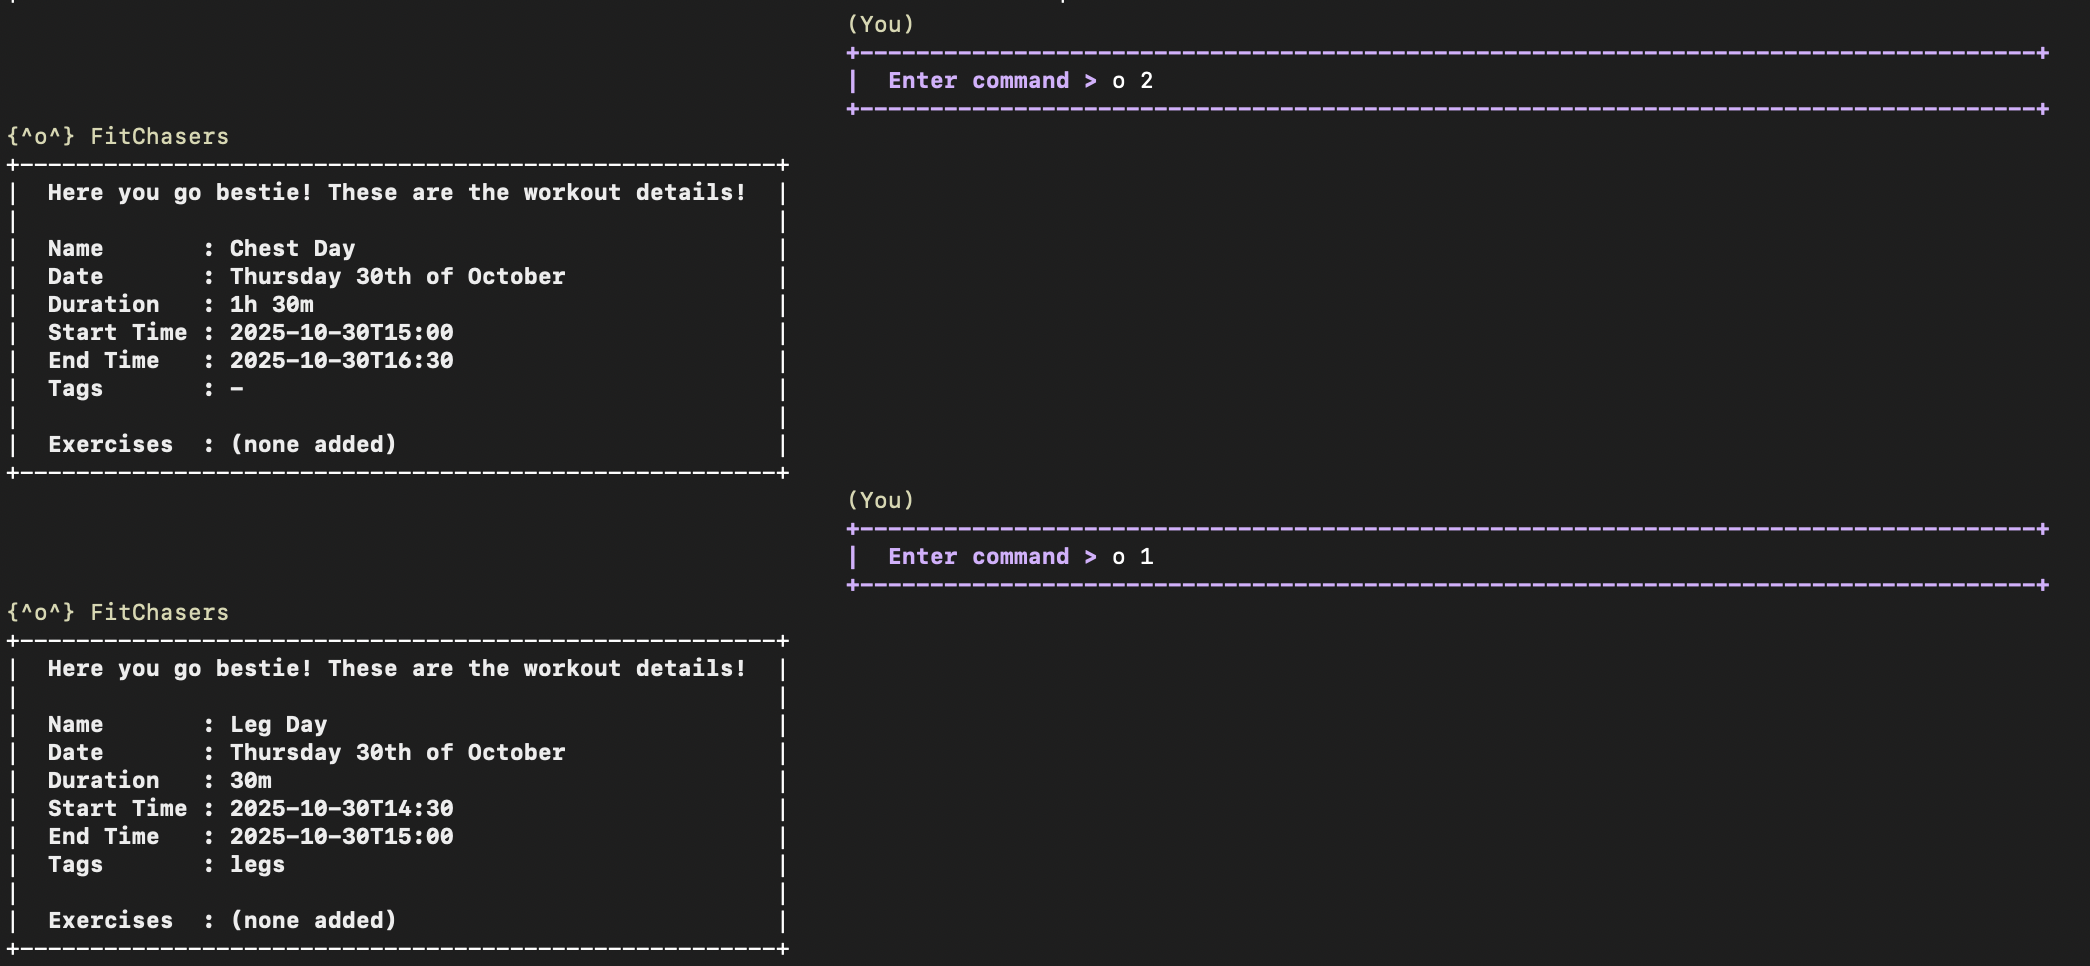 (You)
Enter command > o 2
{^o^} FitChasers
Here you go bestie! These are the workout details!
Name : Chest Day
Date : Thursday 30th of October
Duration : 1h 30m
Start Time : 2025-10-30T15:00
End Time : 2025-10-30T16:30
Tags : -
Exercises : (none added)
(You)
Enter command > o 1
{^o^} FitChasers
Here you go bestie! These are the workout details!
Name : Leg Day
Date : Thursday 30th of October
Duration : 30m
Start Time : 2025-10-30T14:30
End Time : 2025-10-30T15:00
Tags : legs
Exercises : (none added)